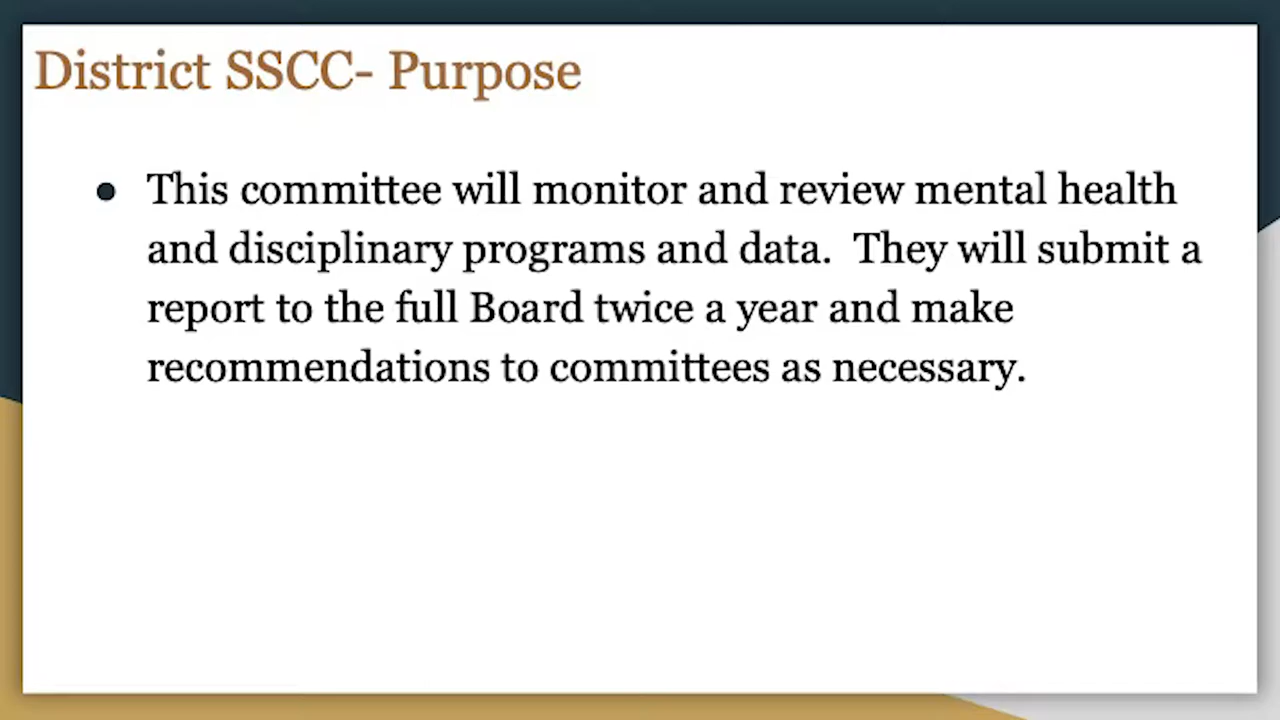 District SSCC- Purpose
● This committee will monitor and review mental health
and disciplinary programs and data.  They will submit a
report to the full Board twice a year and make
recommendations to committees as necessary.